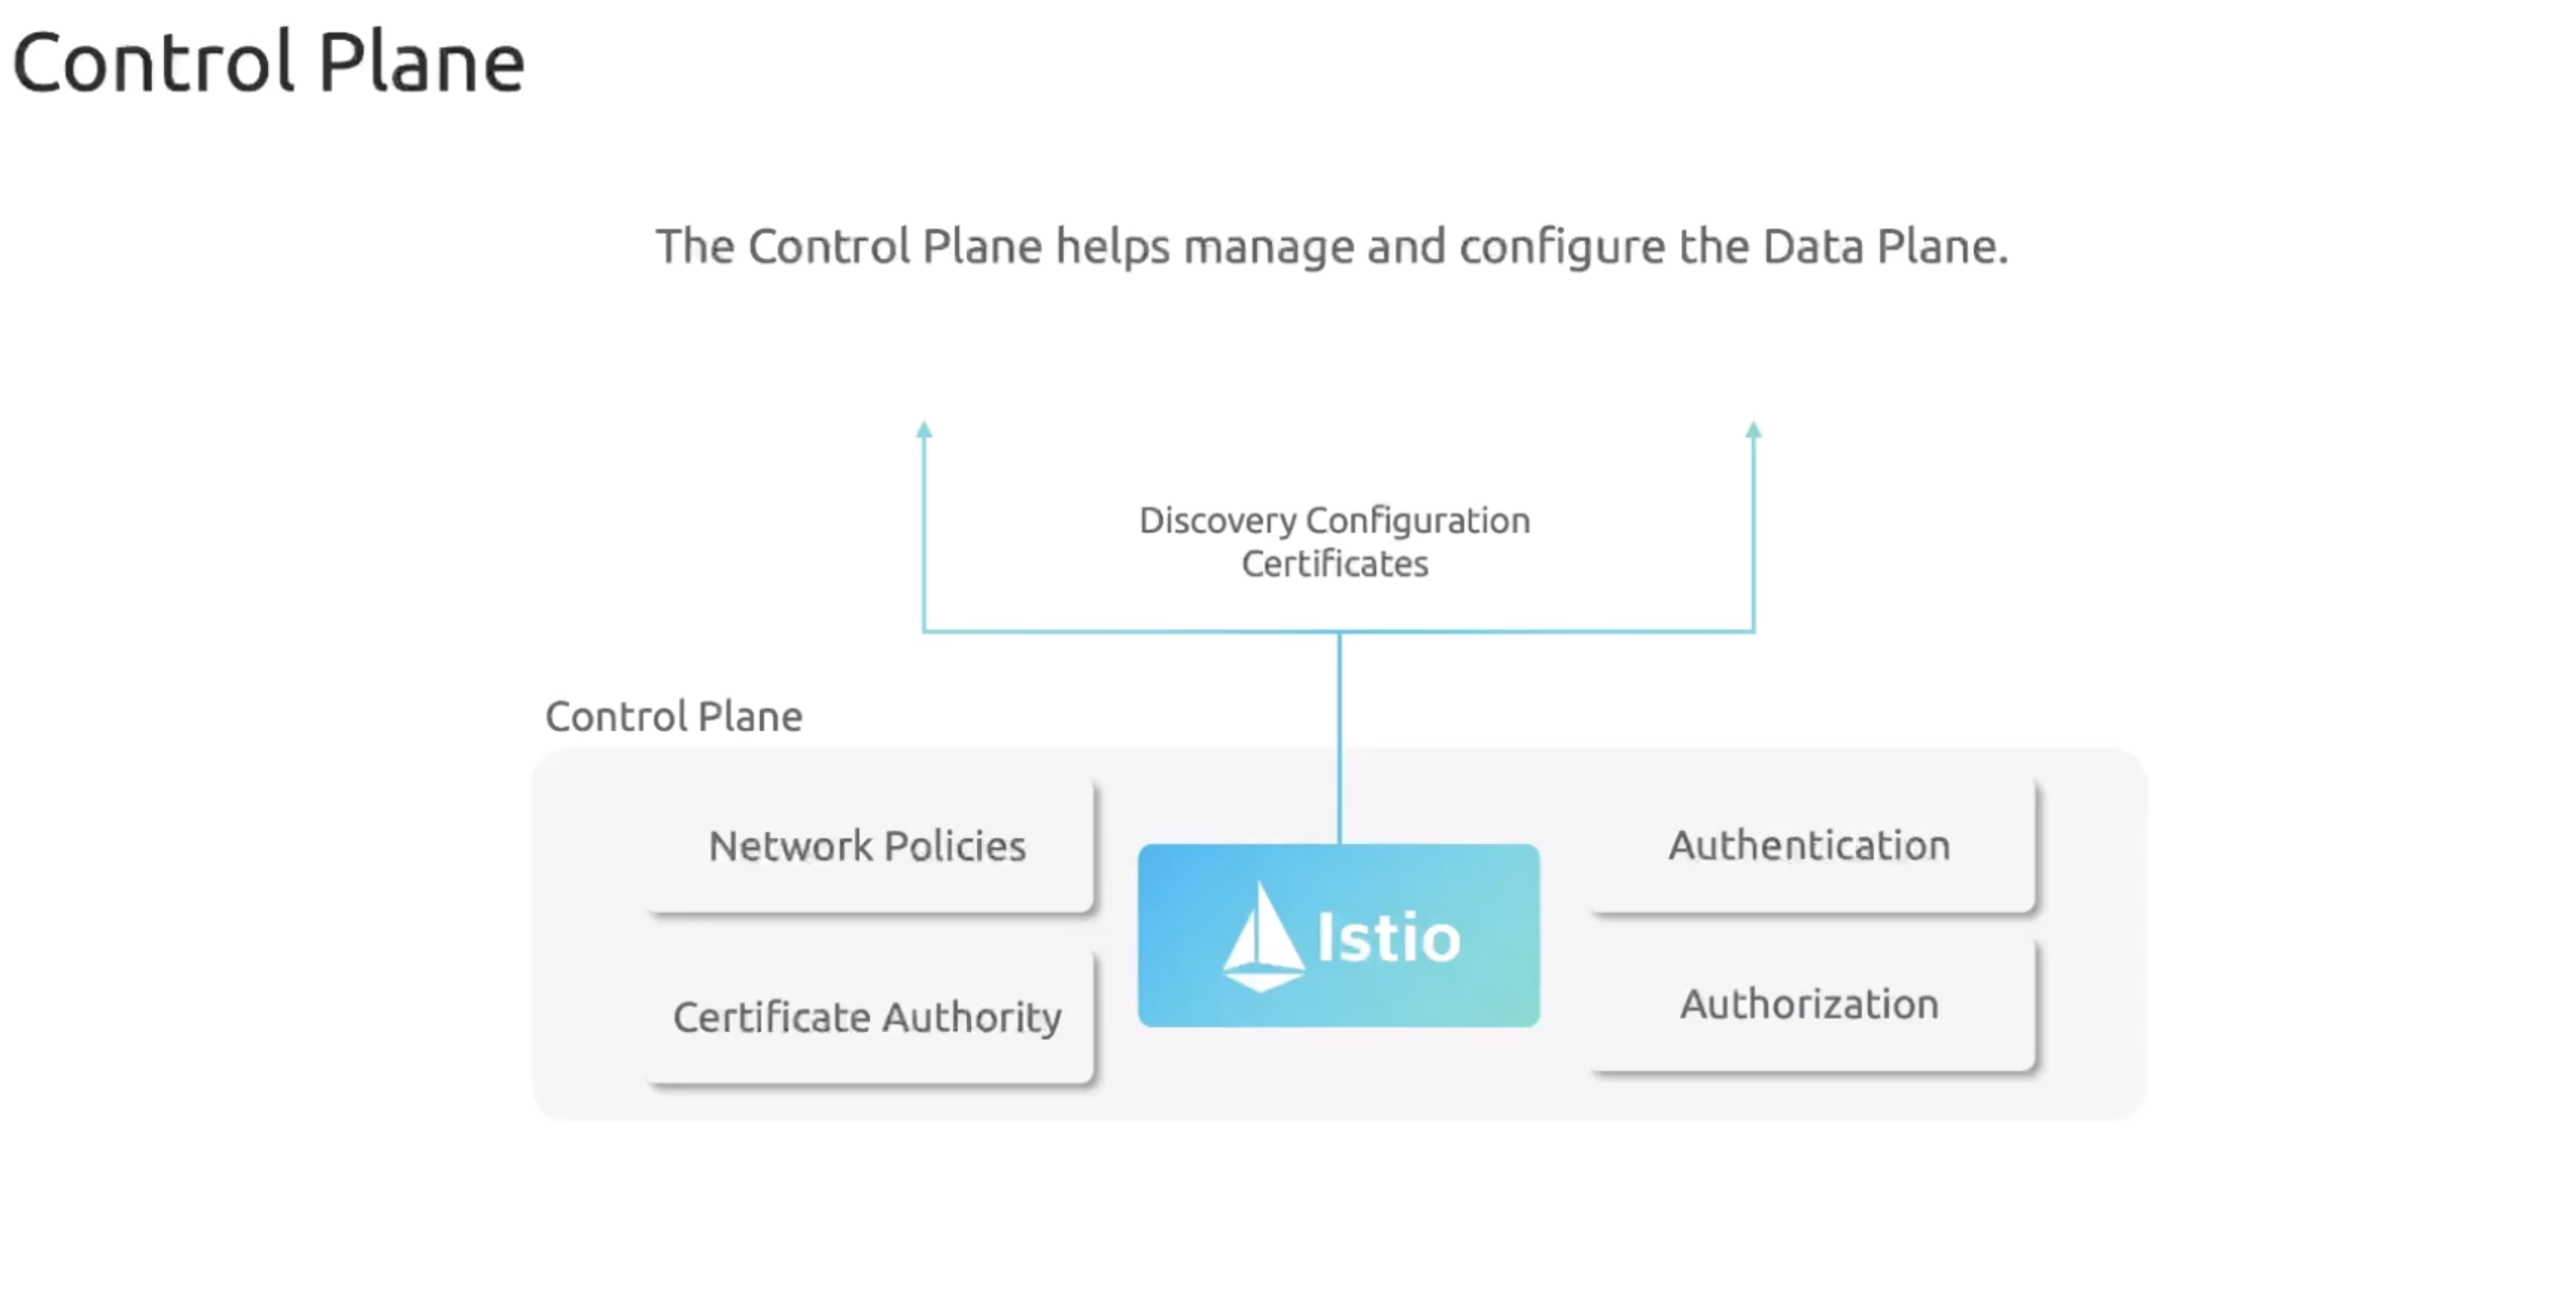 Control Plane
The Control Plane helps manage and configure the Data Plane.
Discovery Configuration
Certificates
Control Plane
Network Policies
Authentication
Istio
Certificate Authority
Authorization